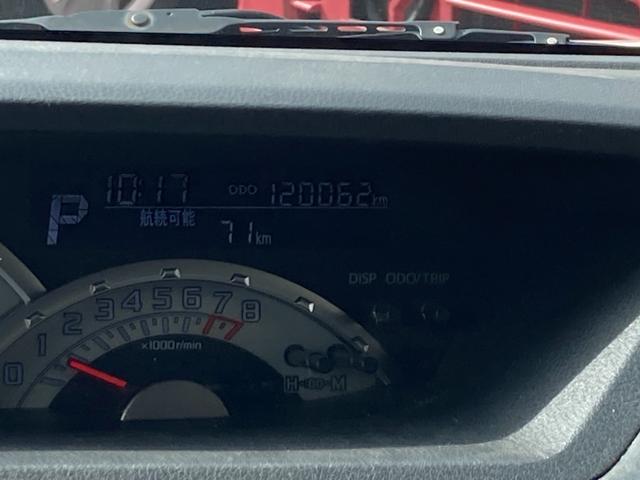 10:17 ODO 120062km
P
航続可能 71km
DISP ODO/TRIP
0 1 2 3 4 5 6 7 8
×1000r/min